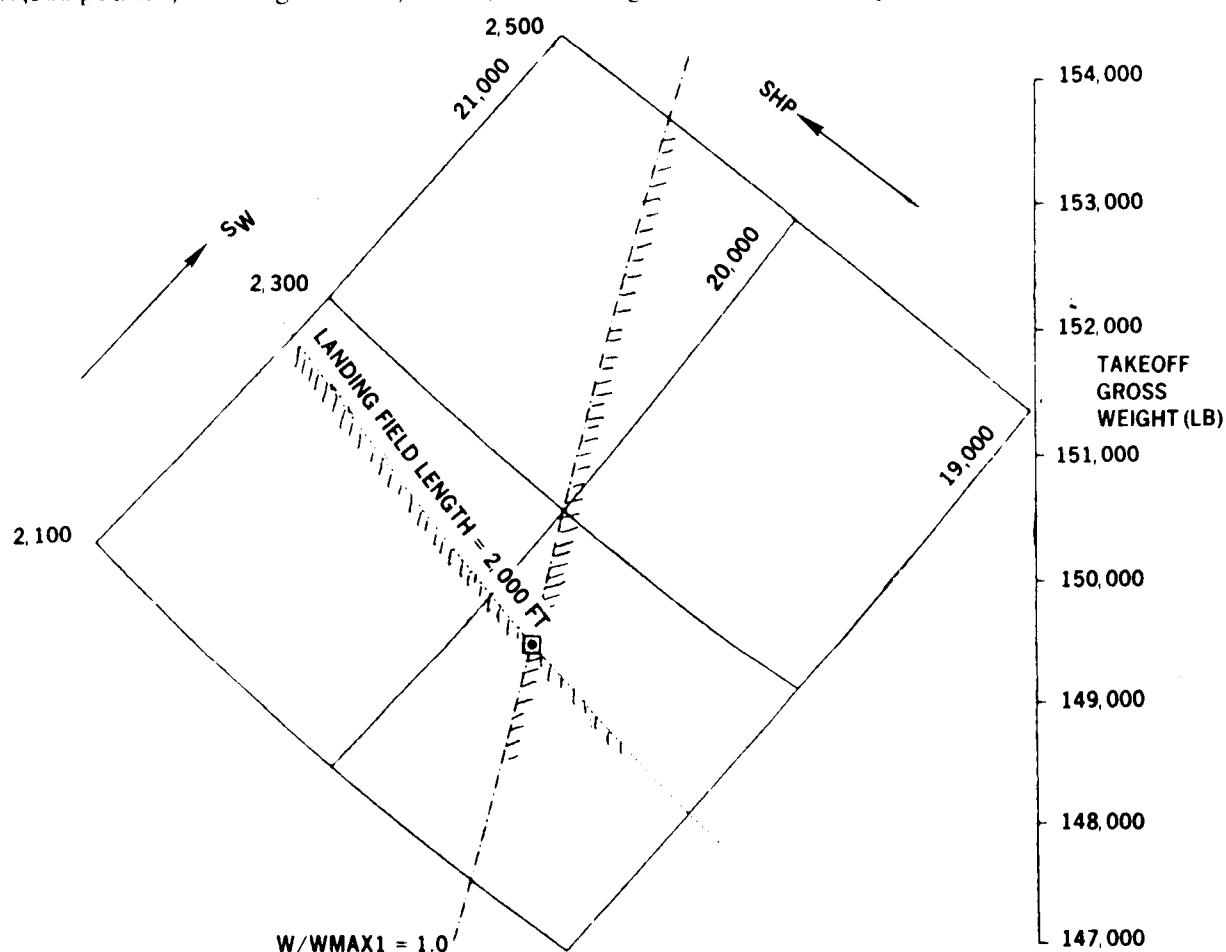 2,500
154,000
21,000
SHP
153,000
SW
20,000
2,300
152,000
LANDING FIELD LENGTH = 2,000 FT
TAKEOFF
GROSS
WEIGHT (LB)
19,000
151,000
2,100
150,000
149,000
148,000
W/WMAX1 = 1.0
147,000